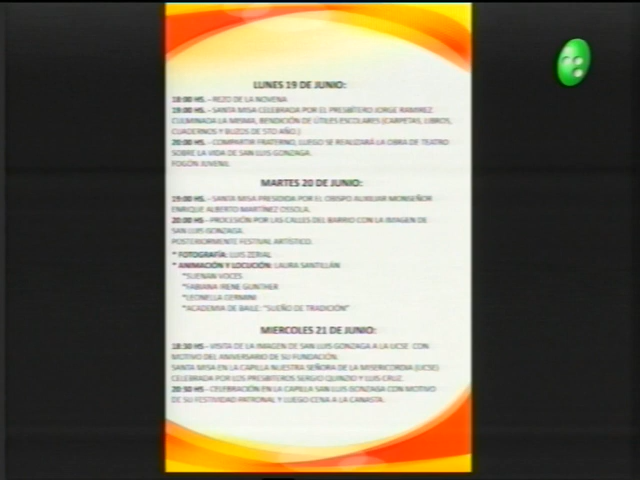 LUNES 19 DE JUNIO:
18:00 HS. - REZO DE LA NOVENA
19:00 HS. - SANTA MISA CELEBRADA POR EL PRESBÍTERO JORGE RAMIREZ.
CULMINADA LA MISMA, BENDICIÓN DE ÚTILES ESCOLARES (CARPETAS, LIBROS,
CUADERNOS Y BUZOS DE 5TO AÑO.)
20:00 HS. - COMPARTIR FRATERNO, LUEGO SE REALIZARÁ LA OBRA DE TEATRO
SOBRE LA VIDA DE SAN LUIS GONZAGA.
FOGÓN JUVENIL
MARTES 20 DE JUNIO:
19:00 HS. - SANTA MISA PRESIDIDA POR EL OBISPO AUXILIAR MONSEÑOR
ENRIQUE ALBERTO MARTÍNEZ OSSOLA.
20:00 HS. - PROCESIÓN POR LAS CALLES DEL BARRIO CON LA IMAGEN DE
SAN LUIS GONZAGA.
POSTERIORMENTE FESTIVAL ARTÍSTICO.
* FOTOGRAFÍA: LUIS ZERIAL
* ANIMACIÓN Y LOCUCIÓN: LAURA SANTILLÁN
*SUENAN VOCES
*FABIANA IRENE GUNTHER
*LEONELLA GERMINI
*ACADEMIA DE BAILE: "SUEÑO DE TRADICIÓN"
MIERCOLES 21 DE JUNIO:
18:30 HS - VISITA DE LA IMAGEN DE SAN LUIS GONZAGA A LA UCSE CON
MOTIVO DEL ANIVERSARIO DE SU FUNDACIÓN.
SANTA MISA EN LA CAPILLA NUESTRA SEÑORA DE LA MISERICORDIA (UCSE)
CELEBRADA POR LOS PRESBITEROS SERGIO QUINZIO Y LUIS CRUZ.
20:30 HS - CELEBRACIÓN EN LA CAPILLA SAN LUIS GONZAGA CON MOTIVO
DE SU FESTIVIDAD PATRONAL Y LUEGO CENA A LA CANASTA.